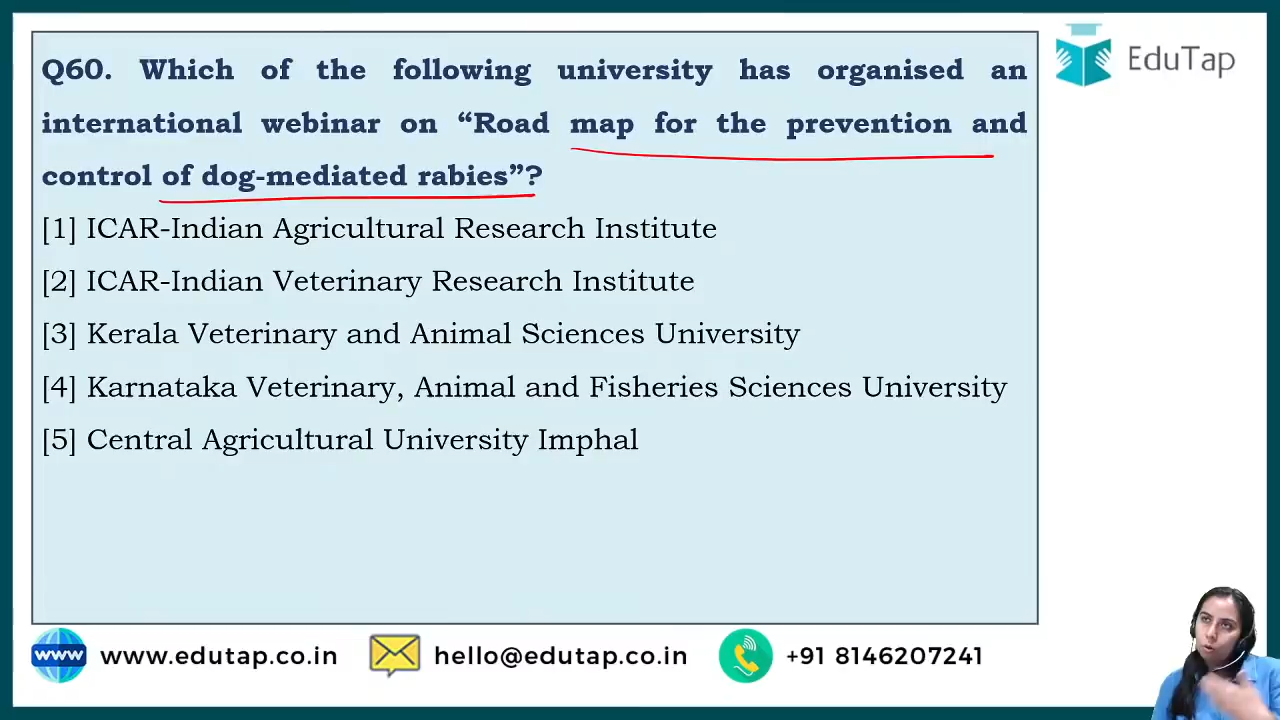 Q60. Which of the following university has organised an
international webinar on “Road map for the prevention and
control of dog-mediated rabies”?
[1] ICAR-Indian Agricultural Research Institute
[2] ICAR-Indian Veterinary Research Institute
[3] Kerala Veterinary and Animal Sciences University
[4] Karnataka Veterinary, Animal and Fisheries Sciences University
[5] Central Agricultural University Imphal
EduTap
www www.edutap.co.in hello@edutap.co.in +91 8146207241